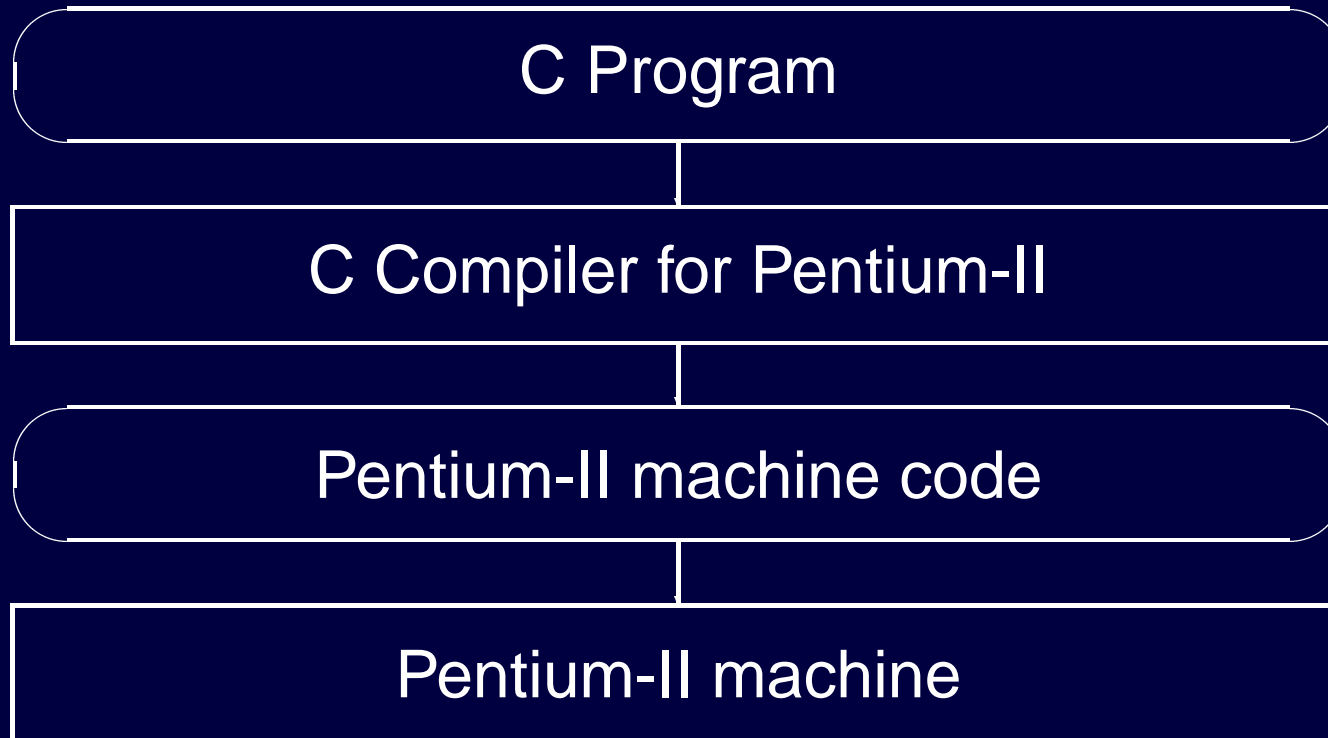 C Program
C Compiler for Pentium-II
Pentium-II machine code
Pentium-II machine